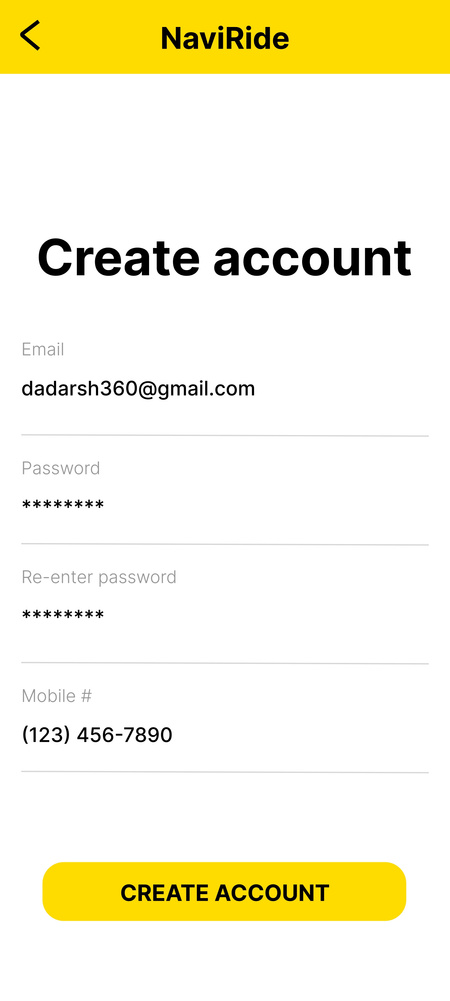 NaviRide
Create account
Email
dadarsh360@gmail.com
Password
********
Re-enter password
********
Mobile #
(123) 456-7890
CREATE ACCOUNT